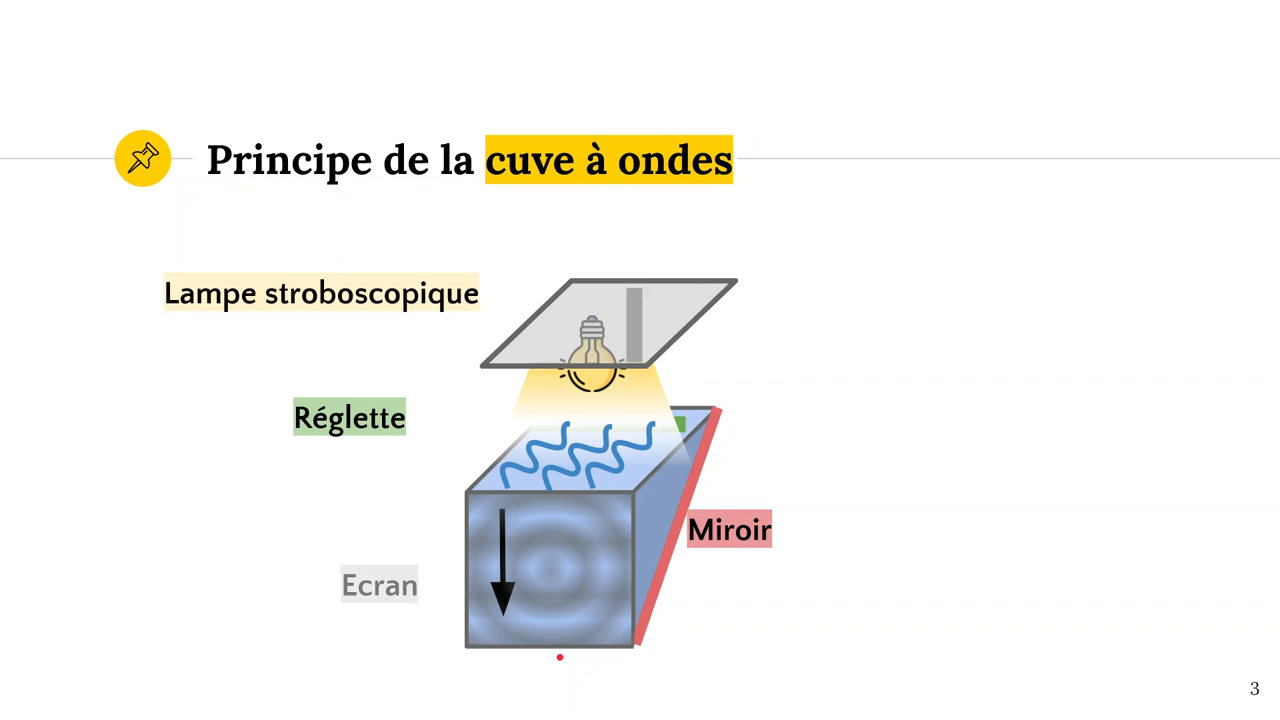 Principe de la cuve à ondes
Lampe stroboscopique
Réglette
Miroir
Ecran
3